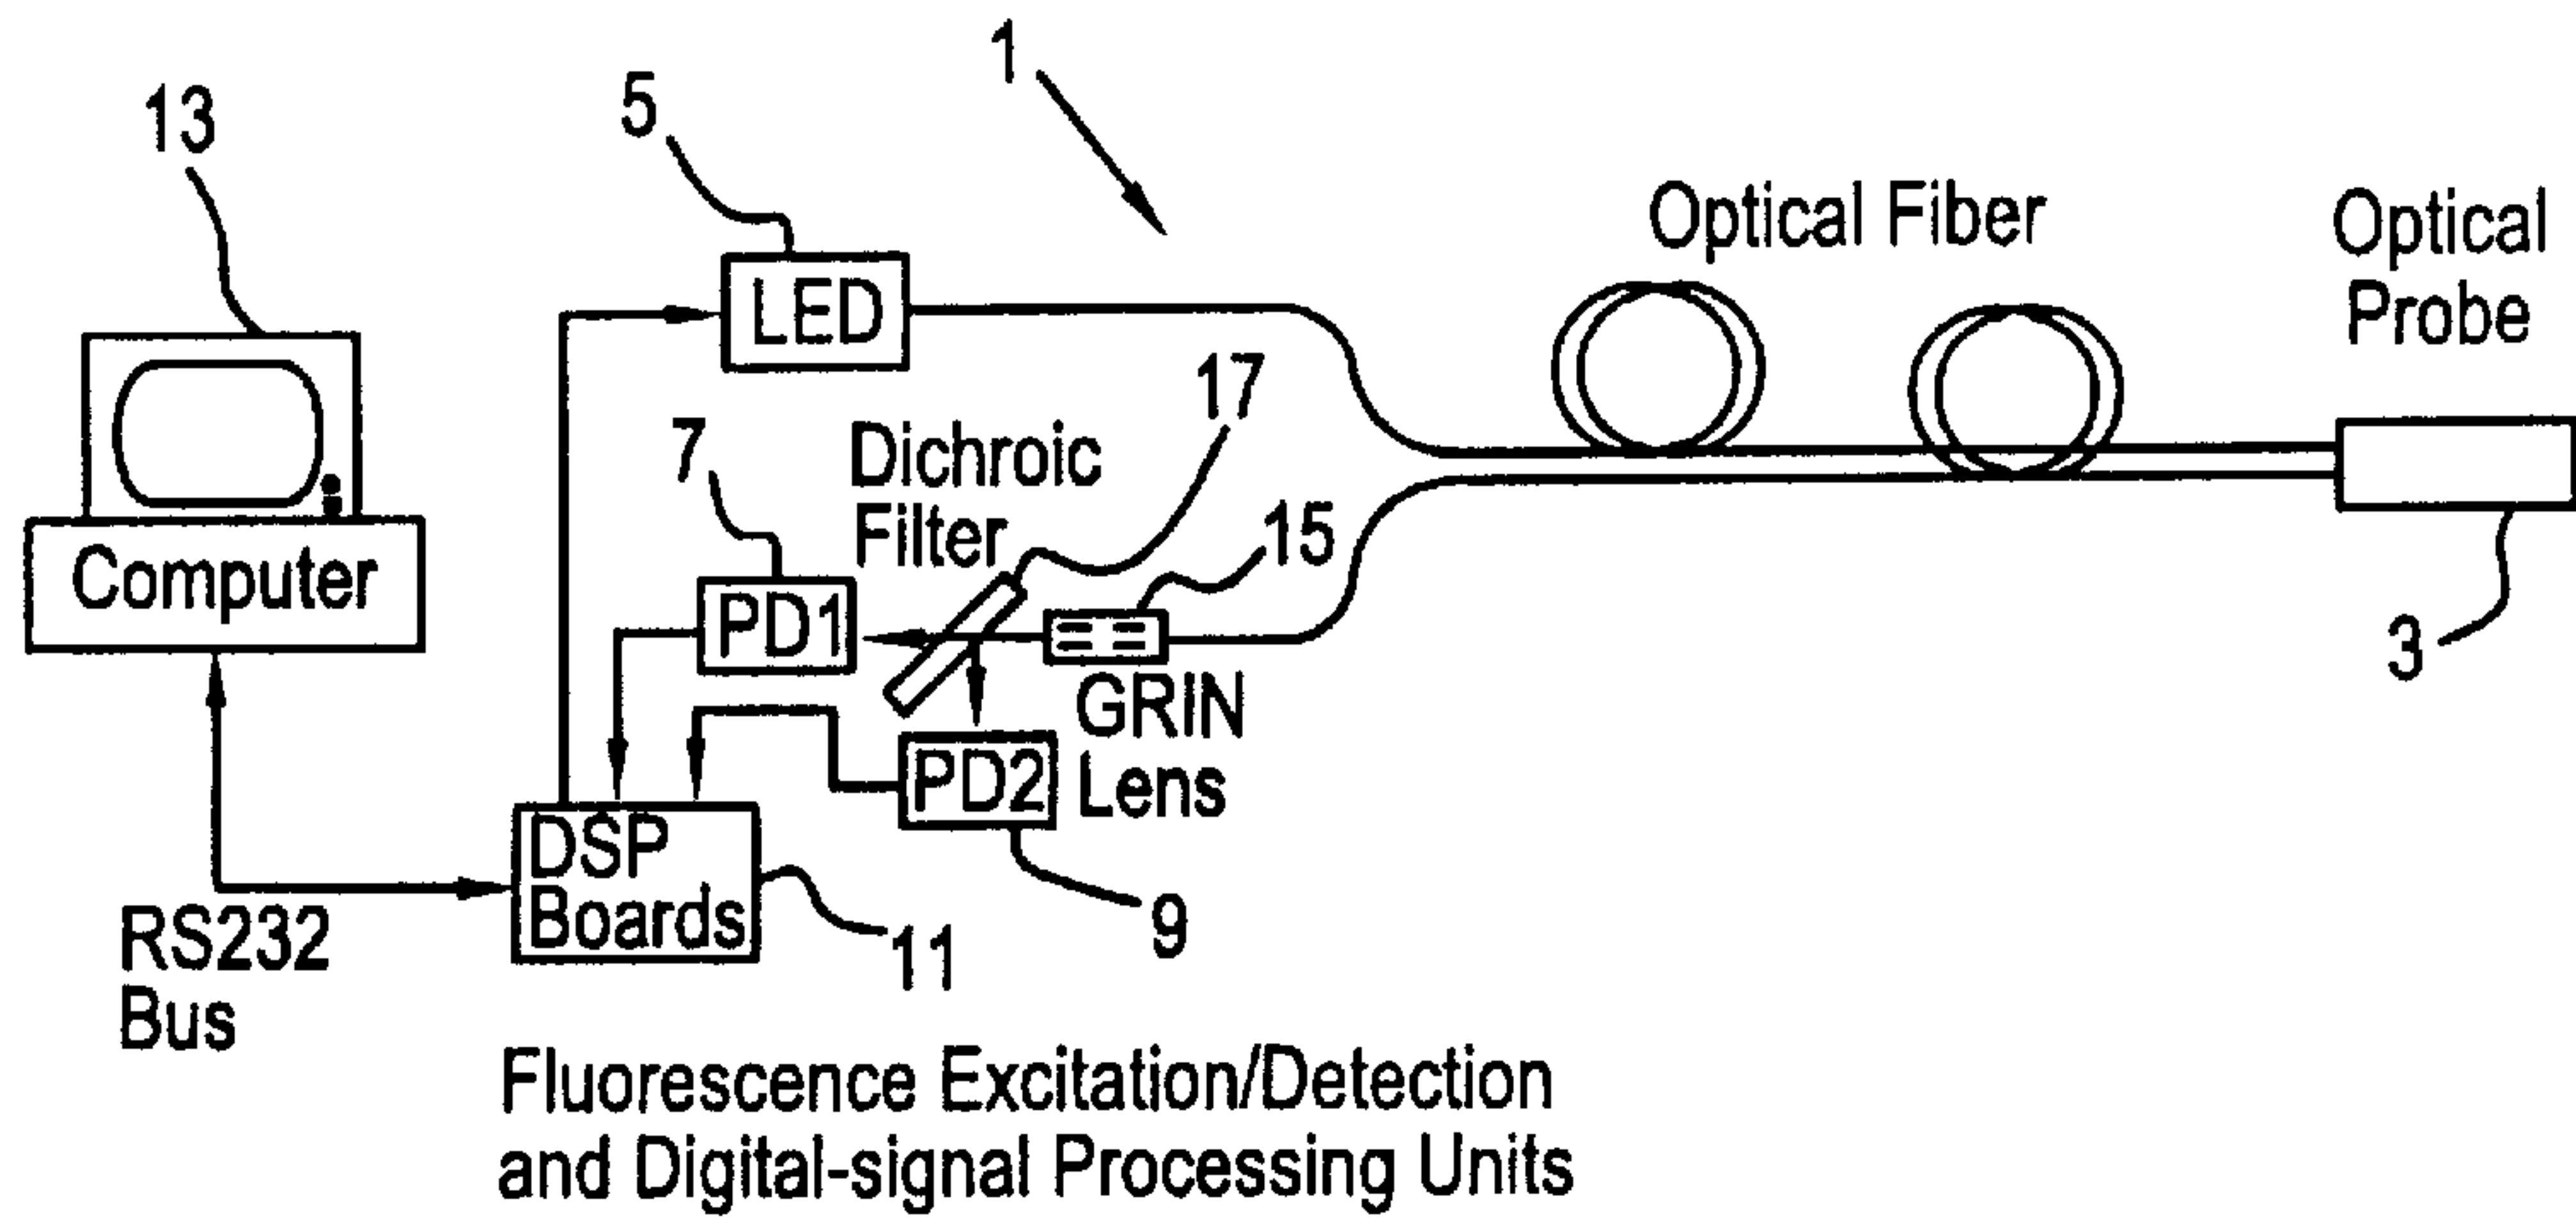 1
5
13
Optical Fiber
Optical
Probe
LED
17
7
Dichroic
Filter
15
Computer
PD1
3
GRIN
Lens
PD2
DSP
Boards
9
11
RS232
Bus
Fluorescence Excitation/Detection
and Digital-signal Processing Units